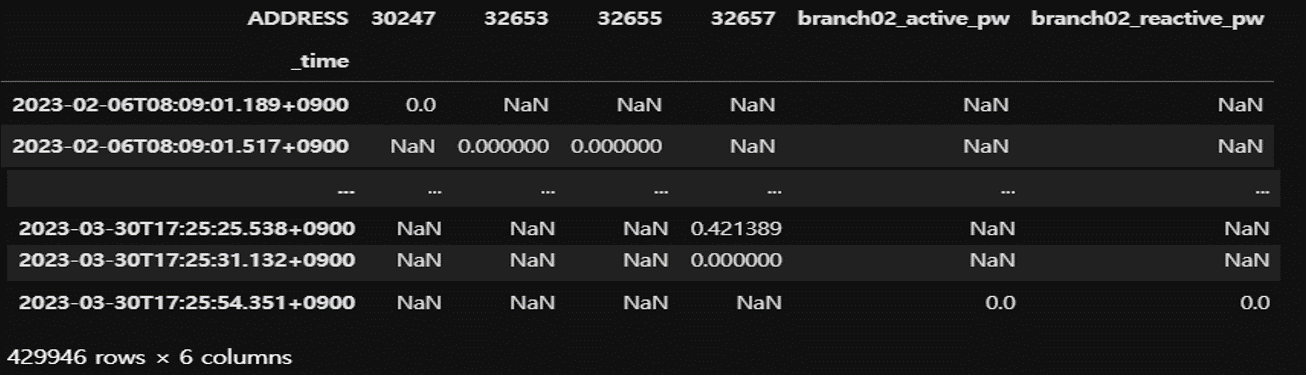 ADDRESS 30247 32653 32655 32657 branch02_active_pw branch02_reactive_pw
_time
2023-02-06T08:09:01.189+0900 0.0 NaN NaN NaN NaN NaN
2023-02-06T08:09:01.517+0900 NaN 0.000000 0.000000 NaN NaN NaN
... ... ... ... ... ... ...
2023-03-30T17:25:25.538+0900 NaN NaN NaN 0.421389 NaN NaN
2023-03-30T17:25:31.132+0900 NaN NaN NaN 0.000000 NaN NaN
2023-03-30T17:25:54.351+0900 NaN NaN NaN NaN 0.0 0.0
429946 rows × 6 columns